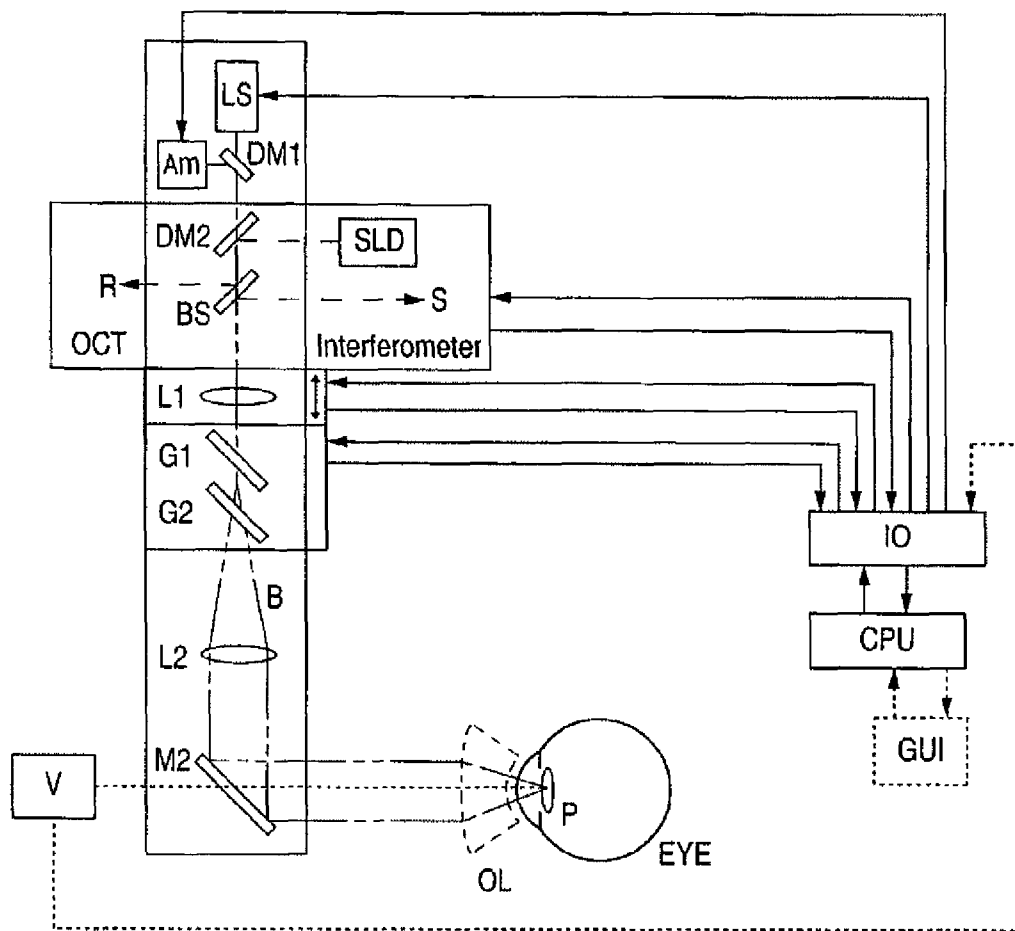 LS
Am
DM1
DM2
SLD
R
BS
S
OCT
Interferometer
L1
G1
G2
IO
B
CPU
L2
GUI
M2
V
P
EYE
OL